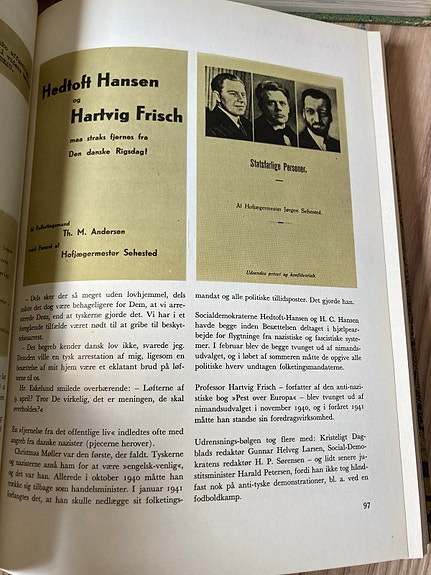 Hedtoft Hansen
og
Hartvig Frisch
maa straks fjernes fra
Den danske Rigsdag!
Af Folketingsmand
Th. M. Andersen
med Forord af
Hofjægermester Sehested
Statsfarlige Personer.
Af Hofjægermester Jørgen Sehested.
Udsendes privat og konfidentielt
– Dels sker der så meget uden lovhjemmel, dels
måtte det dog være behageligere for Dem, at vi arre-
sterede Dem, end at tyskerne gjorde det. Vi har i et
foreglende tilfælde været nødt til at gribe til beskyt-
telsesarrest.
– Det begreb kender dansk lov ikke, svarede jeg.
Desuden ville en tysk arrestation af mig, ligesom en
besættelse af mit hjem være et eklatant brud på løf-
terne til os.
Hr. Eskelund smilede overbærende: – Løfterne af
9. april? Tror De virkelig, det er meningen, de skal
overholdes?«
En »fjernelse fra det offentlige liv« indledtes ofte med
angreb fra danske nazister (pjecerne herover).
Christmas Møller var den første, der faldt. Tyskerne
og nazisterne anså ham for at være »engelsk-venlig«,
og det var han. Allerede i oktober 1940 måtte han
trække sig tilbage som handelsminister. I januar 1941
forlangtes det, at han skulle nedlægge sit folketings-
mandat og alle politiske tillidsposter. Det gjorde han.
Socialdemokraterne Hedtoft-Hansen og H. C. Hansen
havde begge inden Besættelsen deltaget i hjælpear-
bejde for flygtninge fra nazistiske og fascistiske syste-
mer. I februar blev de begge tvunget ud af nimands-
udvalget, og i løbet af sommeren måtte de opgive alle
politiske hverv undtagen folketingsmandaterne.
Professor Hartvig Frisch – forfatter af den anti-nazi-
stiske bog »Pest over Europa« – blev tvunget ud af
nimandsudvalget i november 1940, og i foråret 1941
måtte han standse sin foredragsvirksomhed.
Udrensnings-bølgen tog flere med: Kristeligt Dag-
blads redaktør Gunnar Helveg Larsen, Social-Demo-
kratens redaktør H. P. Sørensen – og lidt senere ju-
stitsminister Harald Petersen, fordi han ikke tog hånd-
fast nok på anti-tyske demonstrationer, bl. a. ved en
fodboldkamp.
97